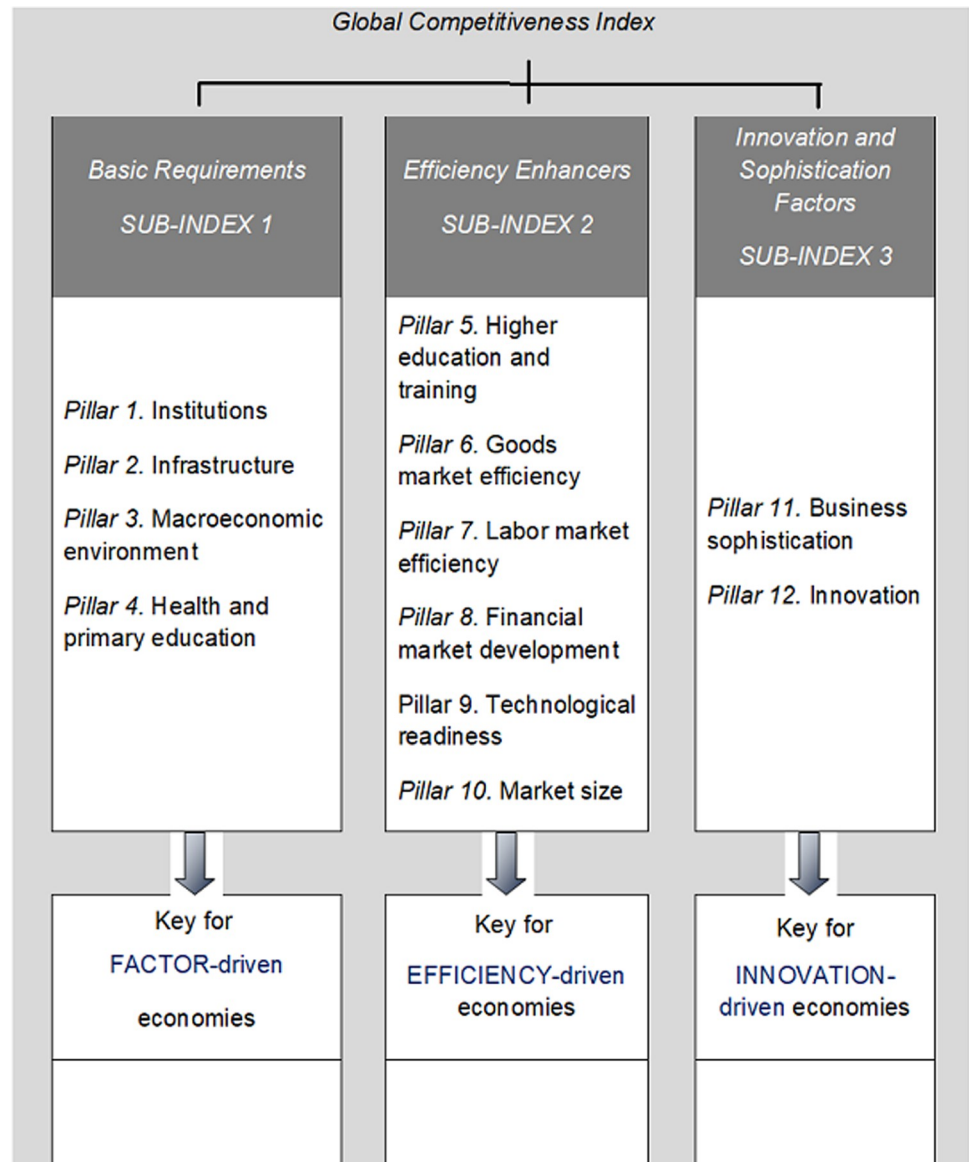 Global Competitiveness Index
Basic Requirements
SUB-INDEX 1
Pillar 1. Institutions
Pillar 2. Infrastructure
Pillar 3. Macroeconomic
environment
Pillar 4. Health and
primary education
Key for
FACTOR-driven
economies
Efficiency Enhancers
SUB-INDEX 2
Pillar 5. Higher
education and
training
Pillar 6. Goods
market efficiency
Pillar 7. Labor market
efficiency
Pillar 8. Financial
market development
Pillar 9. Technological
readiness
Pillar 10. Market size
Key for
EFFICIENCY-driven
economies
Innovation and
Sophistication
Factors
SUB-INDEX 3
Pillar 11. Business
sophistication
Pillar 12. Innovation
Key for
INNOVATION-
driven economies